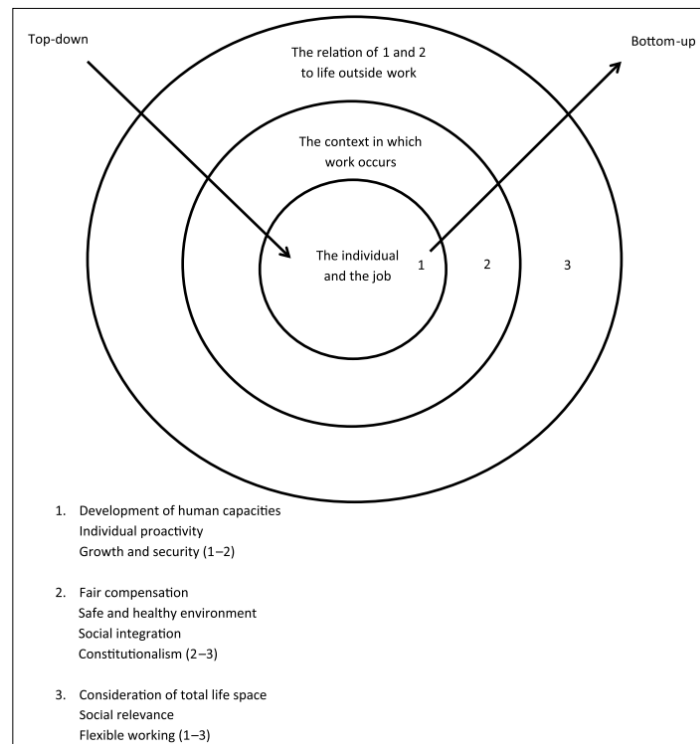 Top-down
Bottom-up
The relation of 1 and 2
to life outside work
The context in which
work occurs
The individual
and the job
1
2
3
1. Development of human capacities
Individual proactivity
Growth and security (1–2)
2. Fair compensation
Safe and healthy environment
Social integration
Constitutionalism (2–3)
3. Consideration of total life space
Social relevance
Flexible working (1–3)